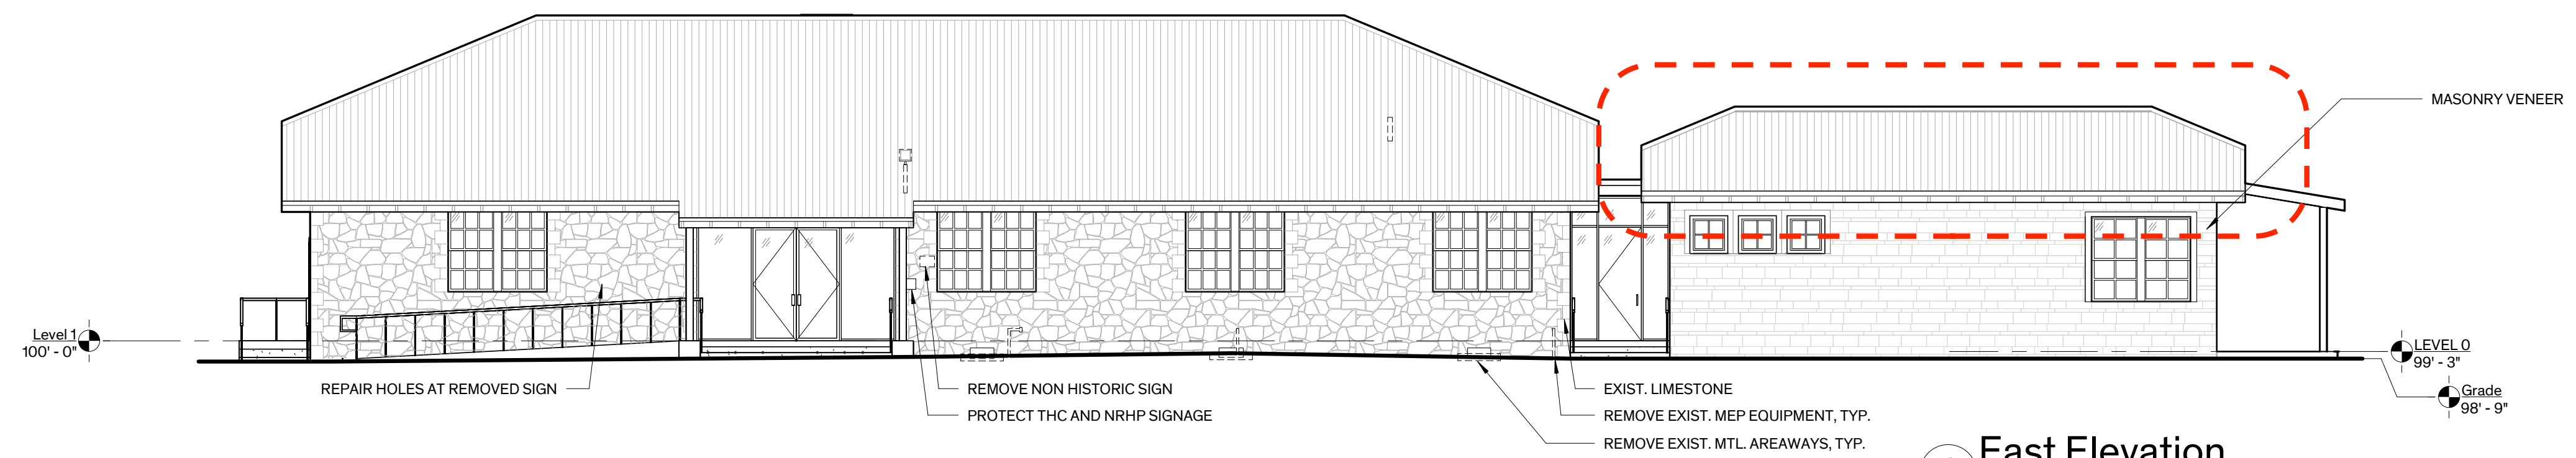 MASONRY VENEER
Level 1
100' - 0"
LEVEL 0
99' - 3"
Grade
98' - 9"
REPAIR HOLES AT REMOVED SIGN
REMOVE NON HISTORIC SIGN
PROTECT THC AND NRHP SIGNAGE
EXIST. LIMESTONE
REMOVE EXIST. MEP EQUIPMENT, TYP.
REMOVE EXIST. MTL. AREAWAYS, TYP.
East Elevation